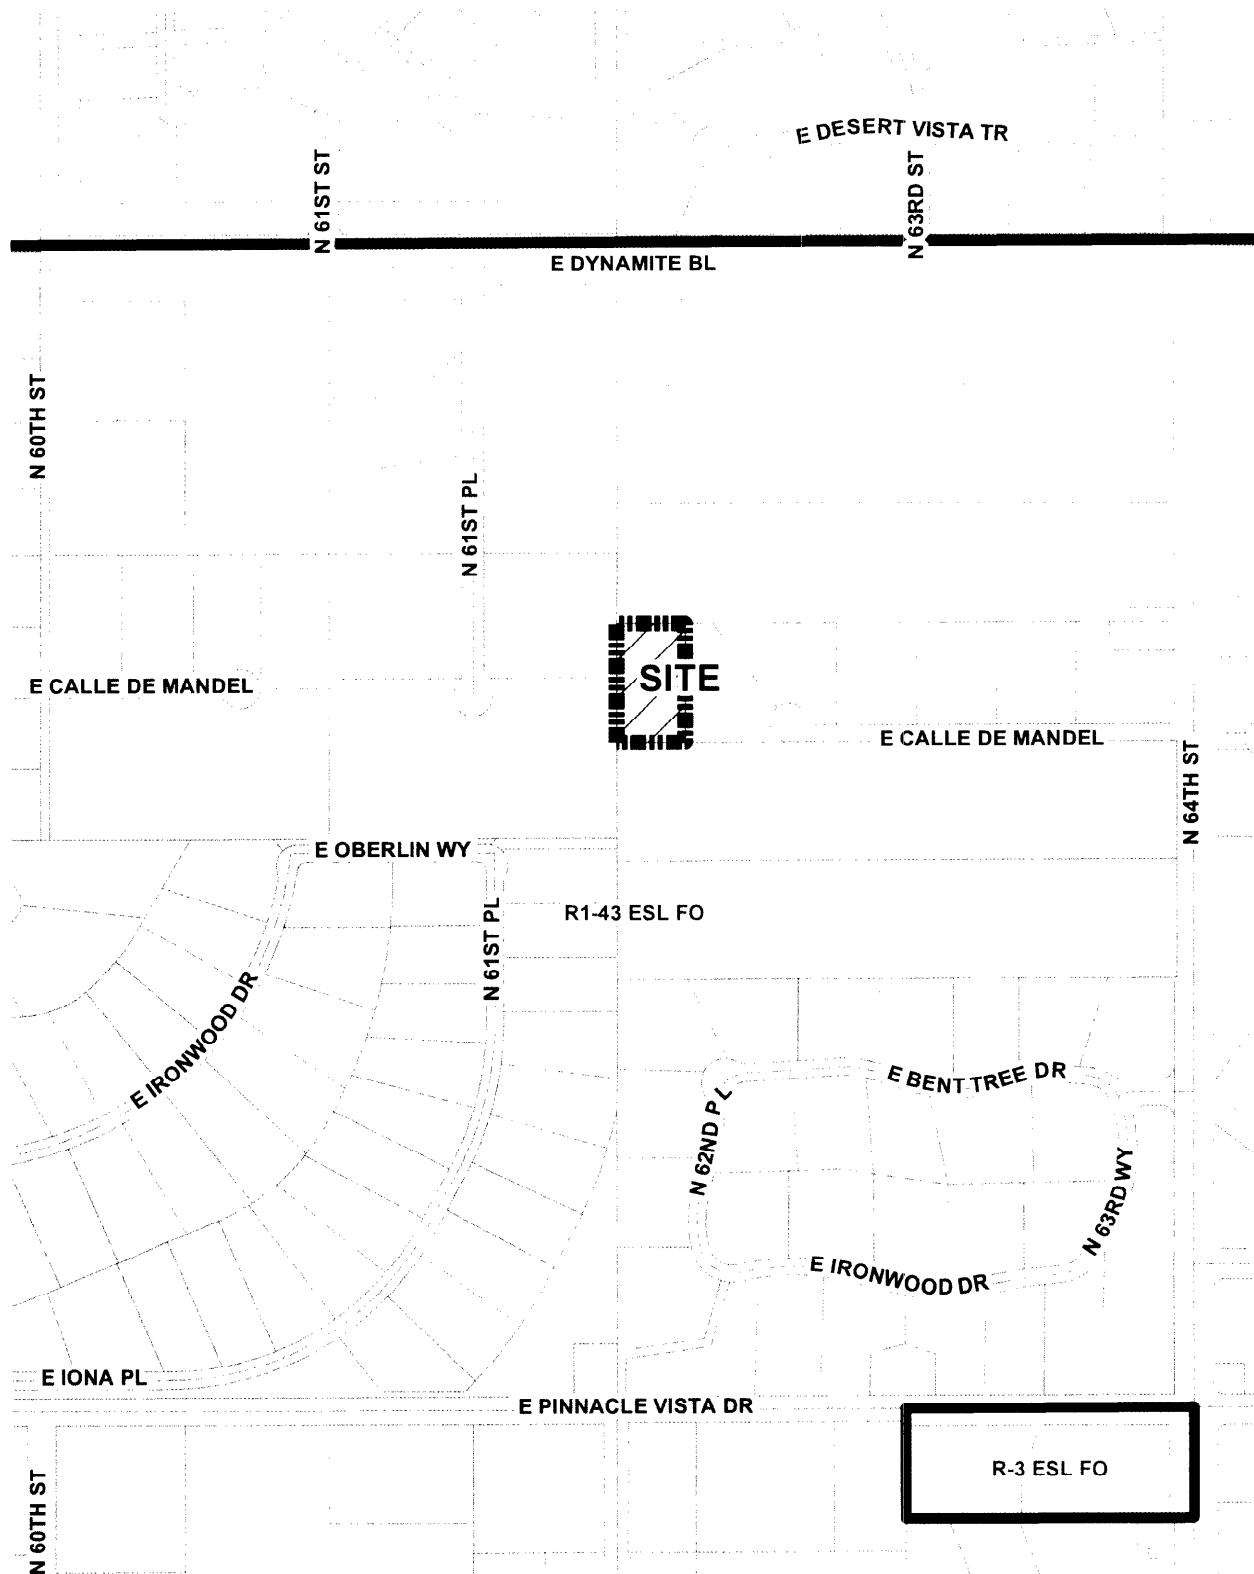 E DESERT VISTA TR
N 61ST ST
N 63RD ST
E DYNAMITE BL
N 60TH ST
N 61ST PL
SITE
E CALLE DE MANDEL
E CALLE DE MANDEL
N 64TH ST
E OBERLIN WY
R1-43 ESL FO
N 61ST PL
E IRONWOOD DR
E BENT TREE DR
N 62ND PL
N 63RD WY
E IRONWOOD DR
E IONA PL
E PINNACLE VISTA DR
R-3 ESL FO
N 60TH ST